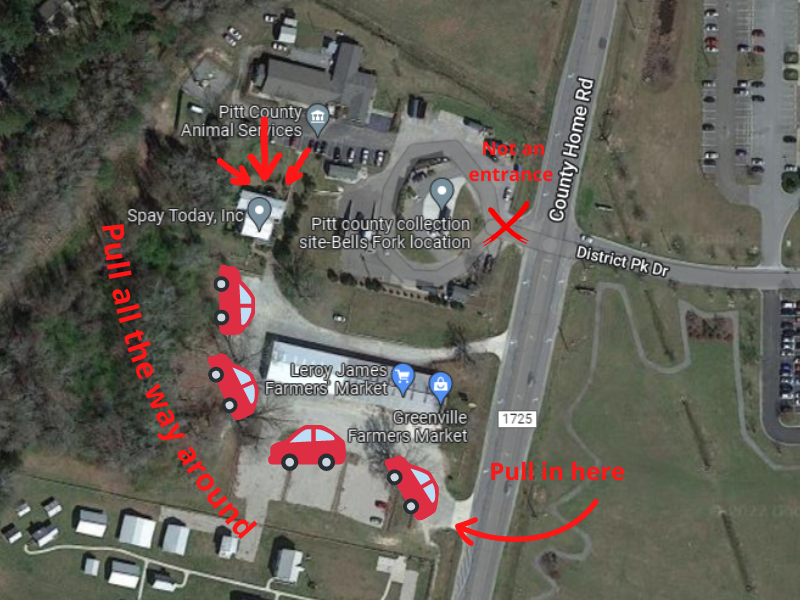 Pitt County
Animal Services
Spay Today, Inc
Not an
entrance
County Home Rd
Pitt county collection
site-Bells Fork location
District Pk Dr
Pull all the way around
Leroy James
Farmers' Market
Greenville
Farmers Market
1725
Pull in here